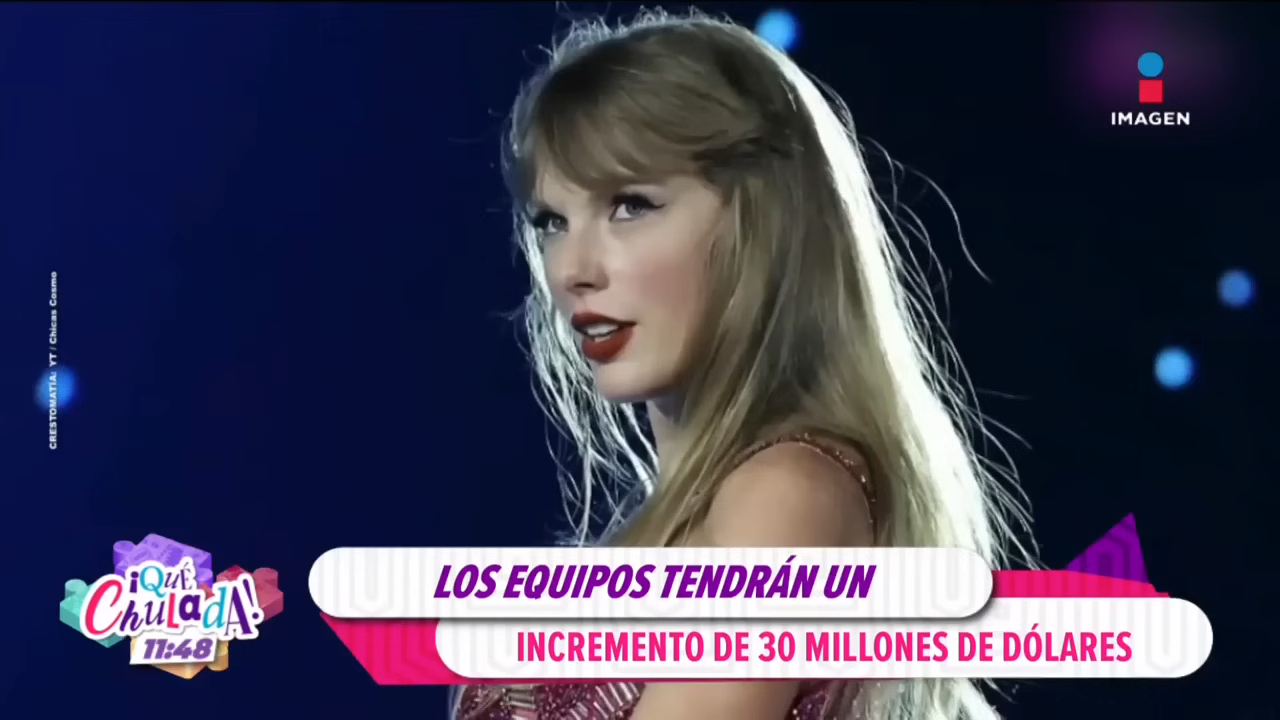 IMAGEN
CRESTOMATÍA: YT / Chicas Cosmo
¡QUÉ
ChuLadA!
11:48
LOS EQUIPOS TENDRÁN UN
INCREMENTO DE 30 MILLONES DE DÓLARES